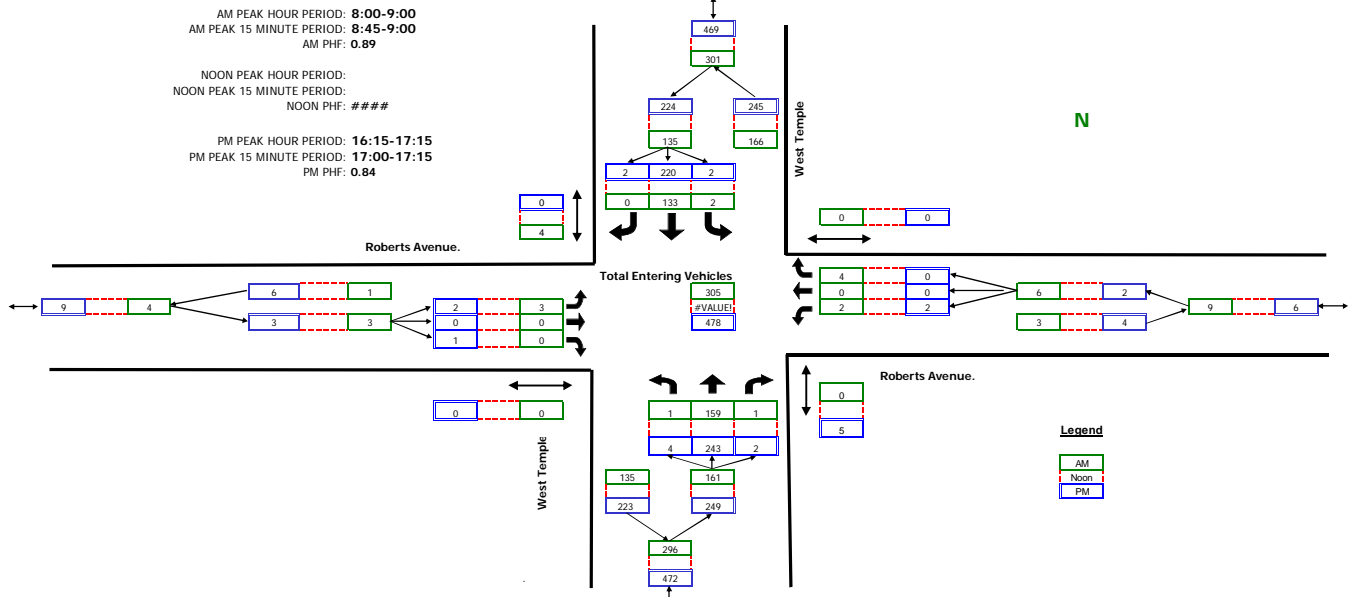 AM PEAK HOUR PERIOD: 8:00-9:00
AM PEAK 15 MINUTE PERIOD: 8:45-9:00
AM PHF: 0.89
NOON PEAK HOUR PERIOD:
NOON PEAK 15 MINUTE PERIOD:
NOON PHF: ####
PM PEAK HOUR PERIOD: 16:15-17:15
PM PEAK 15 MINUTE PERIOD: 17:00-17:15
PM PHF: 0.84
469
301
224 245
135 166
2 220 2
0 133 2
West Temple
N
0
4
0 0
Roberts Avenue.
Total Entering Vehicles
305
#VALUE!
478
9 4
6 1
3 3
2 3
0 0
1 0
4 0
0 0
2 2
6 2
3 4
9 6
0 0
West Temple
1 159 1
4 243 2
135 161
223 249
296
472
Roberts Avenue.
0
5
Legend
AM
Noon
PM